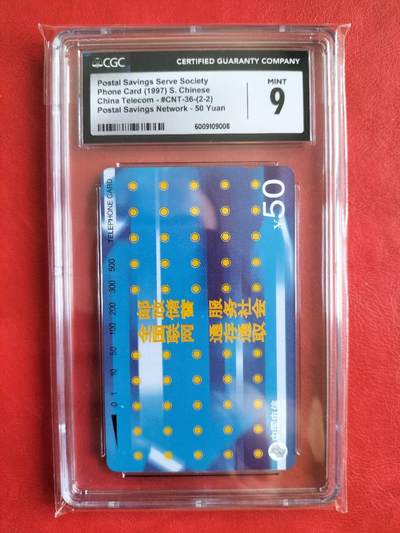 CGC
CERTIFIED GUARANTY COMPANY
Postal Savings Serve Society
Phone Card (1997) S. Chinese
China Telecom - #CNT-36-(2-2)
Postal Savings Network - 50 Yuan
MINT
9
6009109008
TELEPHONE CARD
¥50
0 1 10 50 100 200 300 500
邮政储蓄 服务社会
全国联网 通存通取
中国电信